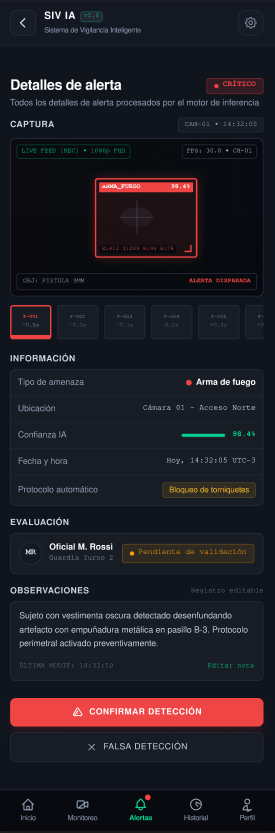 SIV IA v1.0
Sistema de Vigilancia Inteligente
Detalles de alerta
● CRÍTICO
Todos los detalles de alerta procesados por el motor de inferencia
CAPTURA
CAM-01 • 14:32:05
LIVE FEED [REC] • 1080p FHD
FPS: 30.0 • CH-01
98.4%
OBJ: PISTOLA 9MM
ALERTA DISPARADA
INFORMACIÓN
Tipo de amenaza
Arma de fuego
Ubicación
Cámara 01 - Acceso Norte
Confianza IA
98.4%
Fecha y hora
Hoy, 14:32:05 UTC-3
Protocolo automático
Bloqueo de torniquetes
EVALUACIÓN
MR
Oficial M. Rossi
Guardia Turno 2
Pendiente de validación
OBSERVACIONES
Registro editable
Sujeto con vestimenta oscura detectado desenfundando
artefacto con empuñadura metálica en pasillo B-3. Protocolo
perimetral activado preventivamente.
ÚLTIMA MODIF: 14:33:10
Editar nota
CONFIRMAR DETECCIÓN
FALSA DETECCIÓN
Inicio
Monitoreo
Alertas
Historial
Perfil